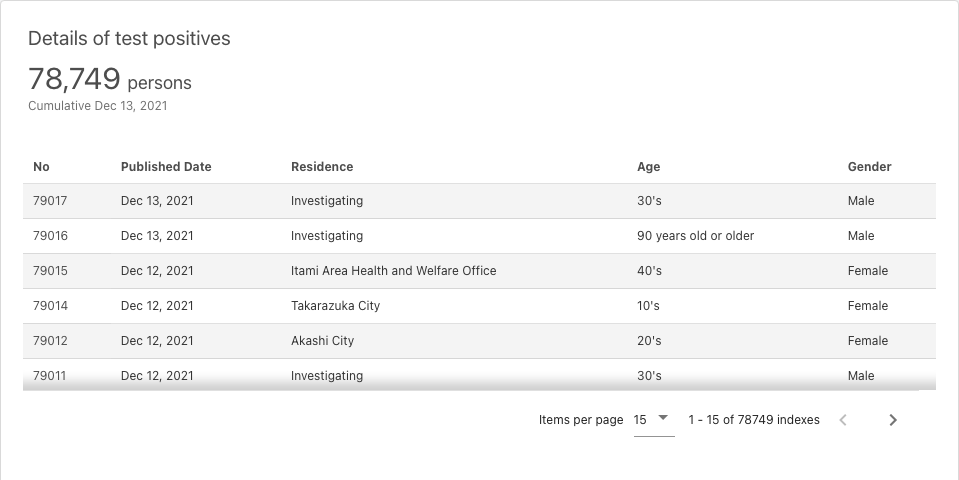 Details of test positives
78,749 persons
Cumulative Dec 13, 2021
No Published Date Residence Age Gender
79017 Dec 13, 2021 Investigating 30's Male
79016 Dec 13, 2021 Investigating 90 years old or older Male
79015 Dec 12, 2021 Itami Area Health and Welfare Office 40's Female
79014 Dec 12, 2021 Takarazuka City 10's Female
79012 Dec 12, 2021 Akashi City 20's Female
79011 Dec 12, 2021 Investigating 30's Male
Items per page 15 1 - 15 of 78749 indexes